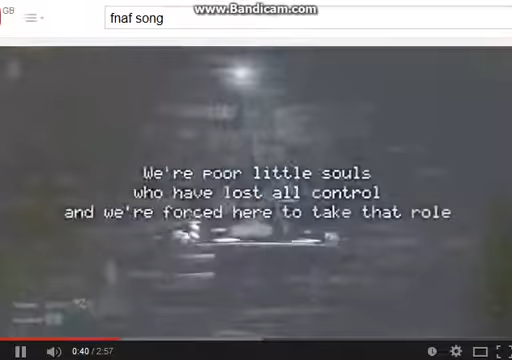 www.Bandicam.com
GB
fnaf song
We're poor little souls
who have lost all control
and we're forced here to take that role
0:40 / 2:57